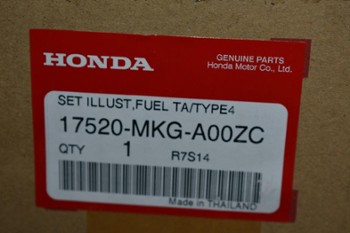 HONDA
GENUINE PARTS
Honda Motor Co., Ltd.
SET ILLUST,FUEL TA/TYPE4
17520-MKG-A00ZC
QTY 1 R7S14
Made in THAILAND